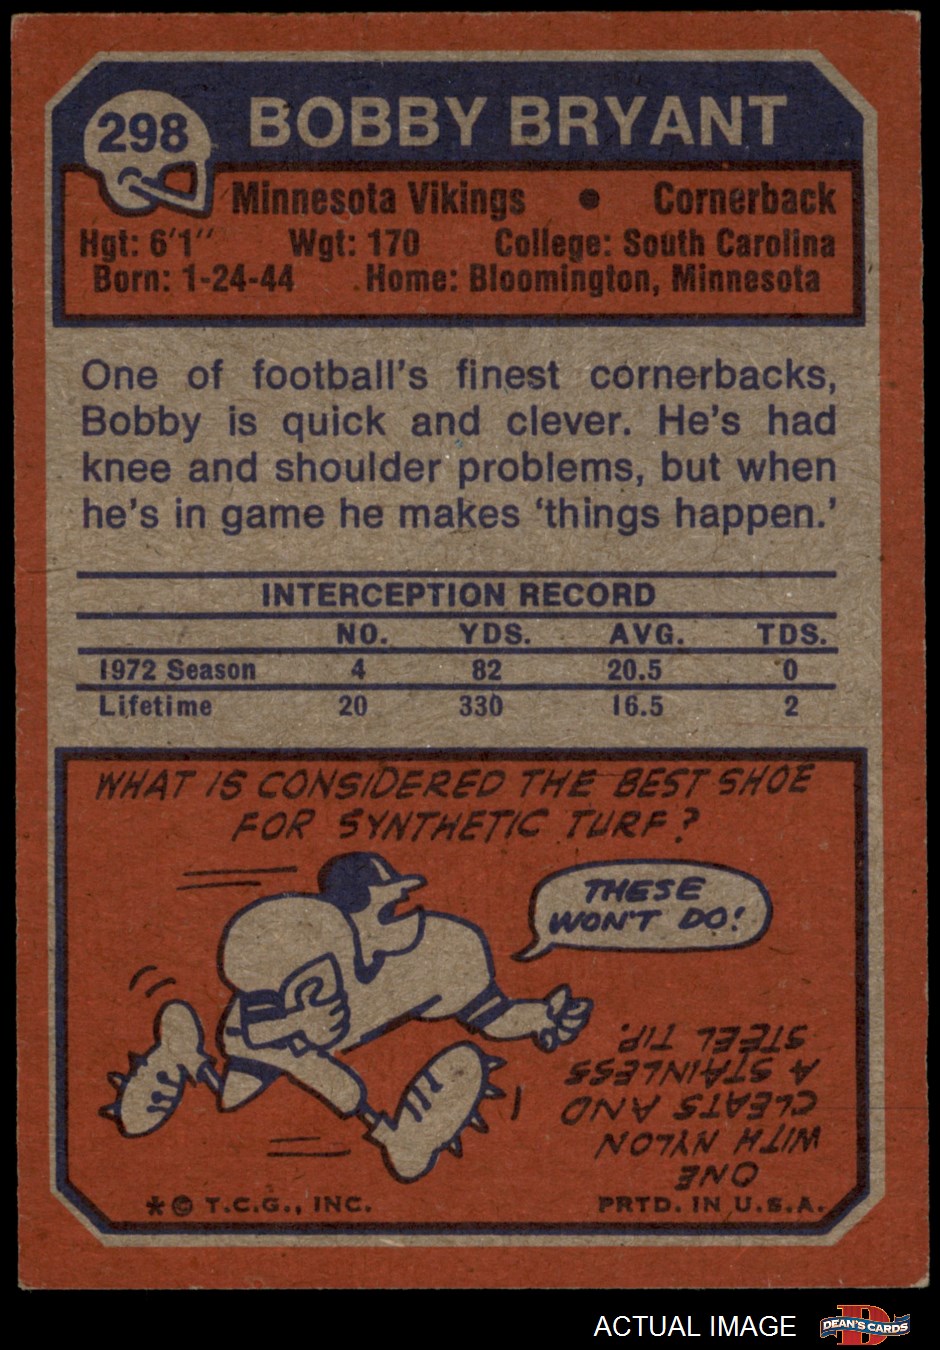 298
BOBBY BRYANT
Minnesota Vikings • Cornerback
Hgt: 6'1" Wgt: 170 College: South Carolina
Born: 1-24-44 Home: Bloomington, Minnesota
One of football's finest cornerbacks,
Bobby is quick and clever. He's had
knee and shoulder problems, but when
he's in game he makes 'things happen.'
INTERCEPTION RECORD
NO. YDS. AVG. TDS.
1972 Season 4 82 20.5 0
Lifetime 20 330 16.5 2
WHAT IS CONSIDERED THE BEST SHOE
FOR SYNTHETIC TURF?
THESE
WON'T DO!
ONE
WITH NYLON
CLEATS AND
A STAINLESS
STEEL TIP.
* © T.C.G., INC. PRTD. IN U.S.A.
ACTUAL IMAGE
D
DEAN'S CARDS